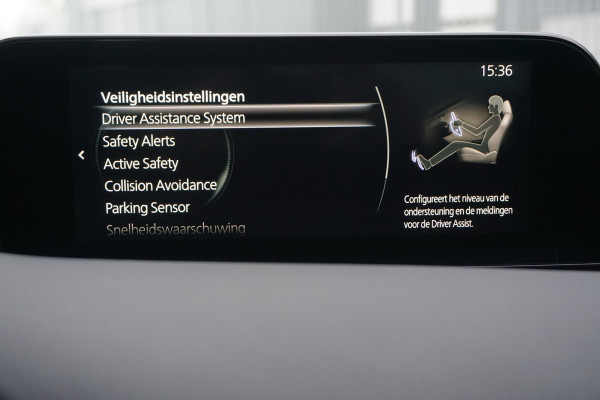 15:36
Veiligheidsinstellingen
Driver Assistance System
Safety Alerts
Active Safety
Collision Avoidance
Parking Sensor
Snelheidswaarschuwing
Configureert het niveau van de
ondersteuning en de meldingen
voor de Driver Assist.